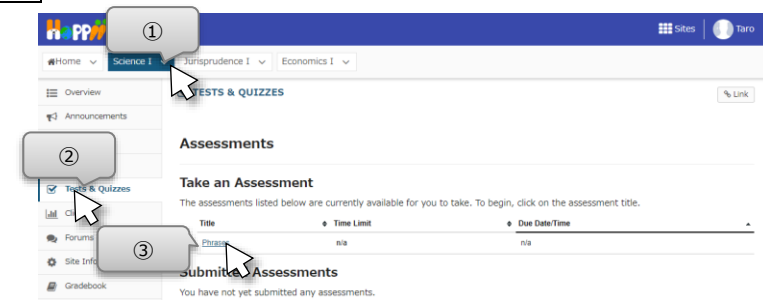 Hoppii
Sites
Taro
Home
Science I
Jurisprudence I
Economics I
①
Overview
TESTS & QUIZZES
Link
Announcements
Assessments
②
Tests & Quizzes
Take an Assessment
The assessments listed below are currently available for you to take. To begin, click on the assessment title.
Title
Time Limit
Due Date/Time
Forums
③
Phrases
n/a
n/a
Site Info
Submitted Assessments
Gradebook
You have not yet submitted any assessments.